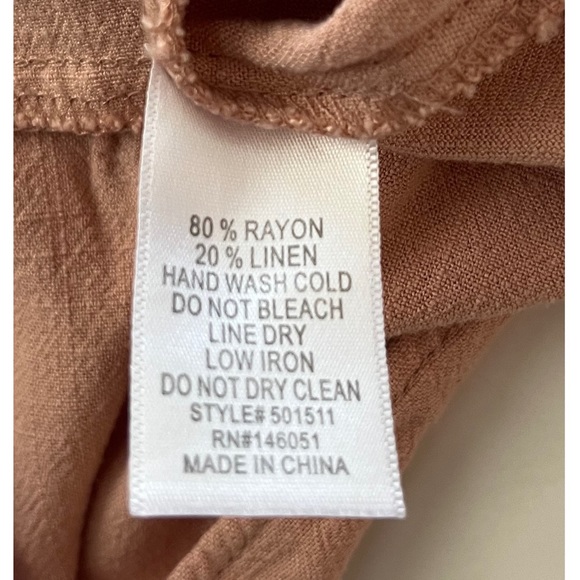 80 % RAYON
20 % LINEN
HAND WASH COLD
DO NOT BLEACH
LINE DRY
LOW IRON
DO NOT DRY CLEAN
STYLE# 501511
RN#146051
MADE IN CHINA